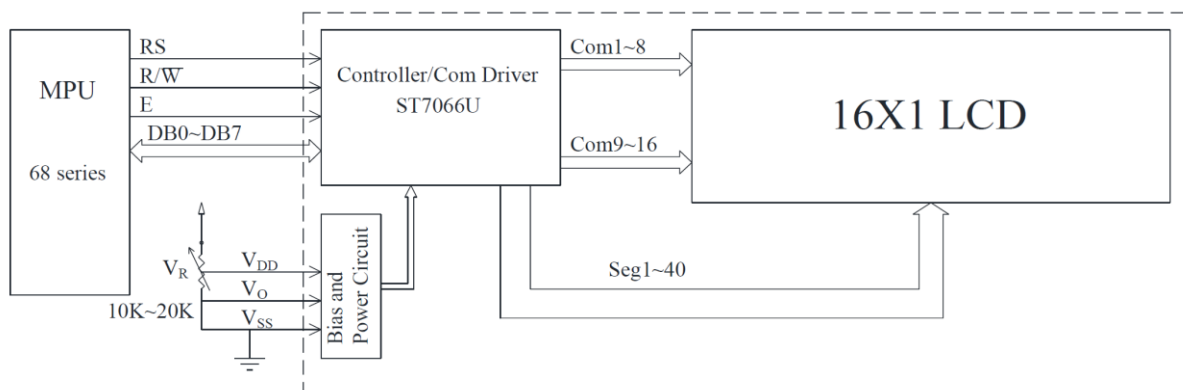 MPU
68 series
RS
R/W̅
E
DB0~DB7
Controller/Com Driver
ST7066U
Com1~8
Com9~16
16X1 LCD
Seg1~40
V_R
10K~20K
V_DD
V_O
V_SS
Bias and
Power Circuit